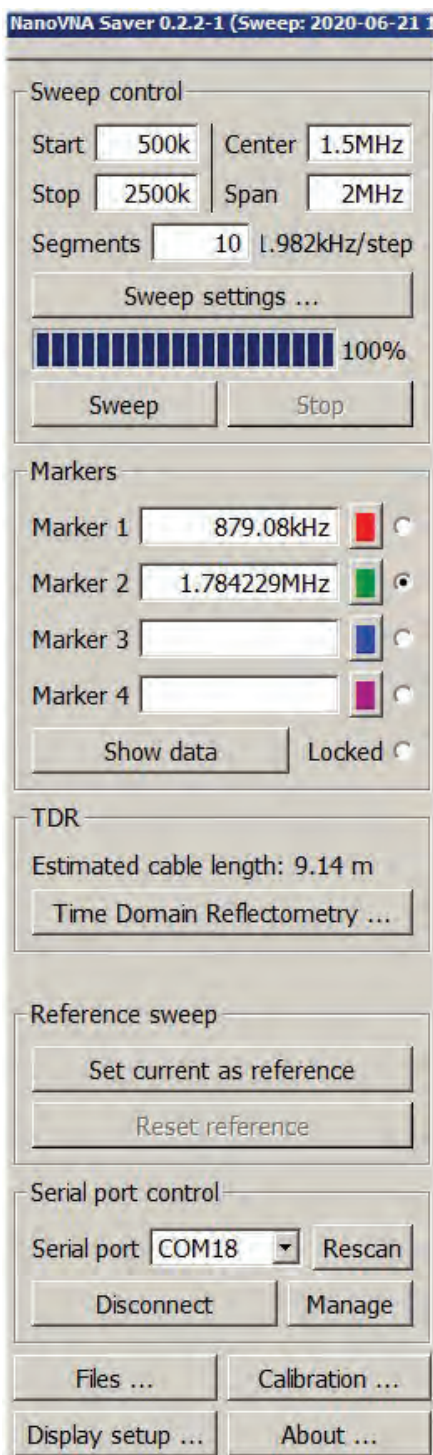 NanoVNA Saver 0.2.2-1 (Sweep: 2020-06-21 1
Sweep control
Start 500k Center 1.5MHz
Stop 2500k Span 2MHz
Segments 10 1.982kHz/step
Sweep settings ...
100%
Sweep Stop
Markers
Marker 1 879.08kHz
Marker 2 1.784229MHz
Marker 3
Marker 4
Show data Locked
TDR
Estimated cable length: 9.14 m
Time Domain Reflectometry ...
Reference sweep
Set current as reference
Reset reference
Serial port control
Serial port COM18 Rescan
Disconnect Manage
Files ... Calibration ...
Display setup ... About ...